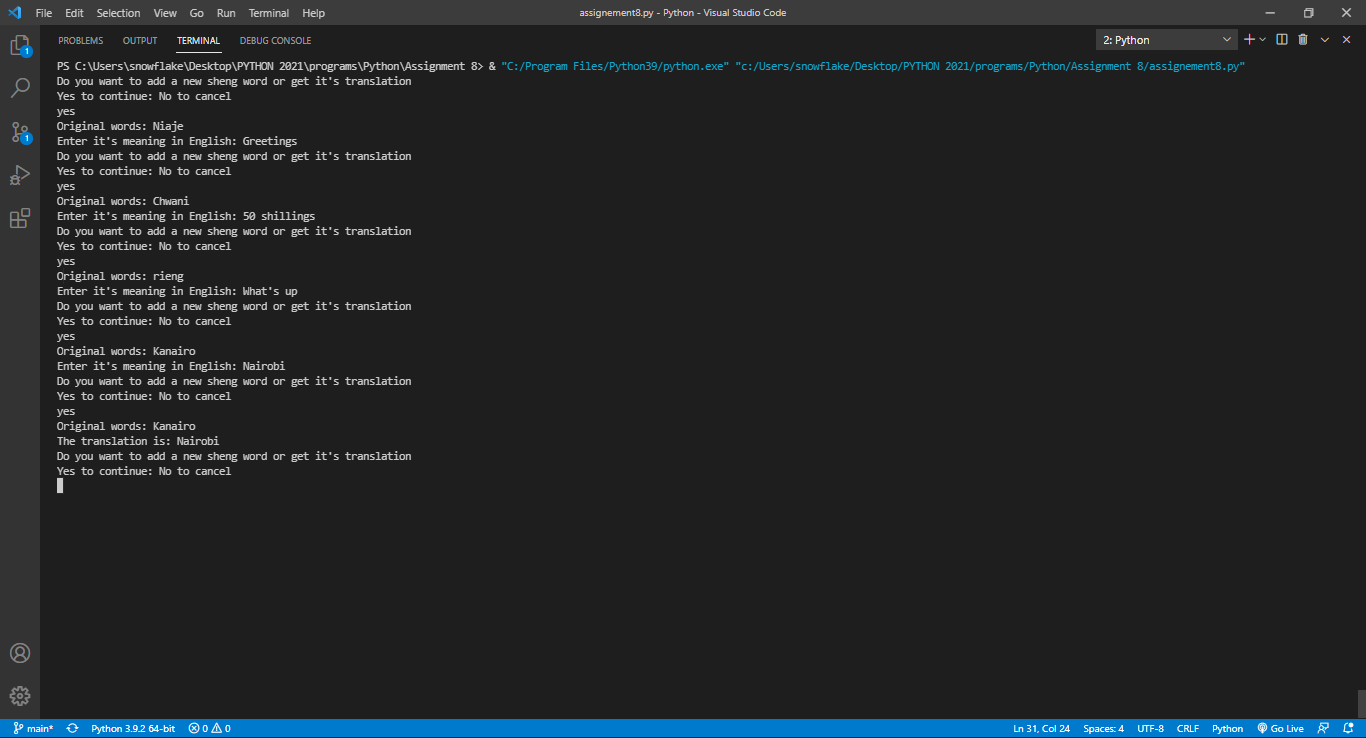 File Edit Selection View Go Run Terminal Help
assignement8.py - Python - Visual Studio Code
PROBLEMS OUTPUT TERMINAL DEBUG CONSOLE
2: Python
1
1
PS C:\Users\snowflake\Desktop\PYTHON 2021\programs\Python\Assignment 8> & "C:/Program Files/Python39/python.exe" "c:/Users/snowflake/Desktop/PYTHON 2021/programs/Python/Assignment 8/assignement8.py"
Do you want to add a new sheng word or get it's translation
Yes to continue: No to cancel
yes
Original words: Niaje
Enter it's meaning in English: Greetings
Do you want to add a new sheng word or get it's translation
Yes to continue: No to cancel
yes
Original words: Chwani
Enter it's meaning in English: 50 shillings
Do you want to add a new sheng word or get it's translation
Yes to continue: No to cancel
yes
Original words: rieng
Enter it's meaning in English: What's up
Do you want to add a new sheng word or get it's translation
Yes to continue: No to cancel
yes
Original words: Kanairo
Enter it's meaning in English: Nairobi
Do you want to add a new sheng word or get it's translation
Yes to continue: No to cancel
yes
Original words: Kanairo
The translation is: Nairobi
Do you want to add a new sheng word or get it's translation
Yes to continue: No to cancel
main* Python 3.9.2 64-bit 0 0 Ln 31, Col 24 Spaces: 4 UTF-8 CRLF Python Go Live